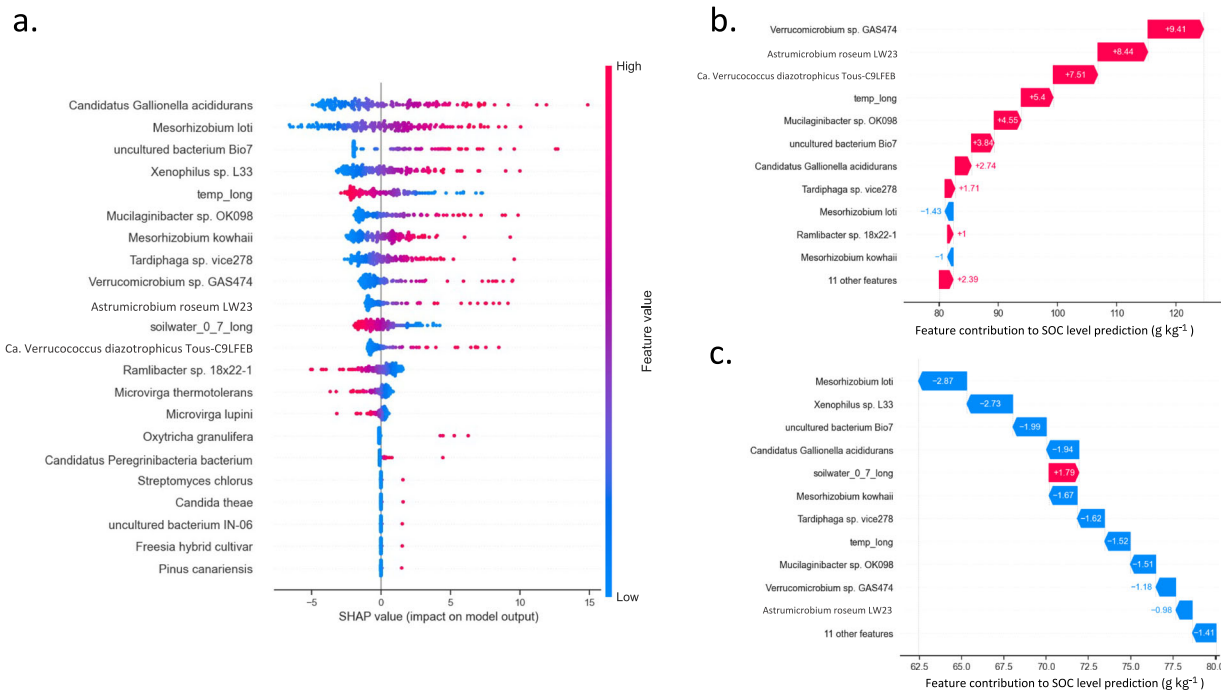 a.
High
Candidatus Gallionella acididurans
Mesorhizobium loti
uncultured bacterium Bio7
Xenophilus sp. L33
temp_long
Mucilaginibacter sp. OK098
Mesorhizobium kowhaii
Tardiphaga sp. vice278
Verrucomicrobium sp. GAS474
Astrumicrobium roseum LW23
soilwater_0_7_long
Ca. Verrucococcus diazotrophicus Tous-C9LFEB
Ramlibacter sp. 18x22-1
Microvirga thermotolerans
Microvirga lupini
Oxytricha granulifera
Candidatus Peregrinibacteria bacterium
Streptomyces chlorus
Candida theae
uncultured bacterium IN-06
Freesia hybrid cultivar
Pinus canariensis
Feature value
Low
−5 0 5 10 15
SHAP value (impact on model output)
b.
Verrucomicrobium sp. GAS474 +9.41
Astrumicrobium roseum LW23 +8.44
Ca. Verrucococcus diazotrophicus Tous-C9LFEB +7.51
temp_long +5.4
Mucilaginibacter sp. OK098 +4.55
uncultured bacterium Bio7 +3.84
Candidatus Gallionella acididurans +2.74
Tardiphaga sp. vice278 +1.71
Mesorhizobium loti −1.43
Ramlibacter sp. 18x22-1 +1
Mesorhizobium kowhaii −1
11 other features +2.39
80 90 100 110 120
Feature contribution to SOC level prediction (g kg⁻¹)
c.
Mesorhizobium loti −2.87
Xenophilus sp. L33 −2.73
uncultured bacterium Bio7 −1.99
Candidatus Gallionella acididurans −1.94
soilwater_0_7_long +1.79
Mesorhizobium kowhaii −1.67
Tardiphaga sp. vice278 −1.62
temp_long −1.52
Mucilaginibacter sp. OK098 −1.51
Verrucomicrobium sp. GAS474 −1.18
Astrumicrobium roseum LW23 −0.98
11 other features −1.41
62.5 65.0 67.5 70.0 72.5 75.0 77.5 80.0
Feature contribution to SOC level prediction (g kg⁻¹)